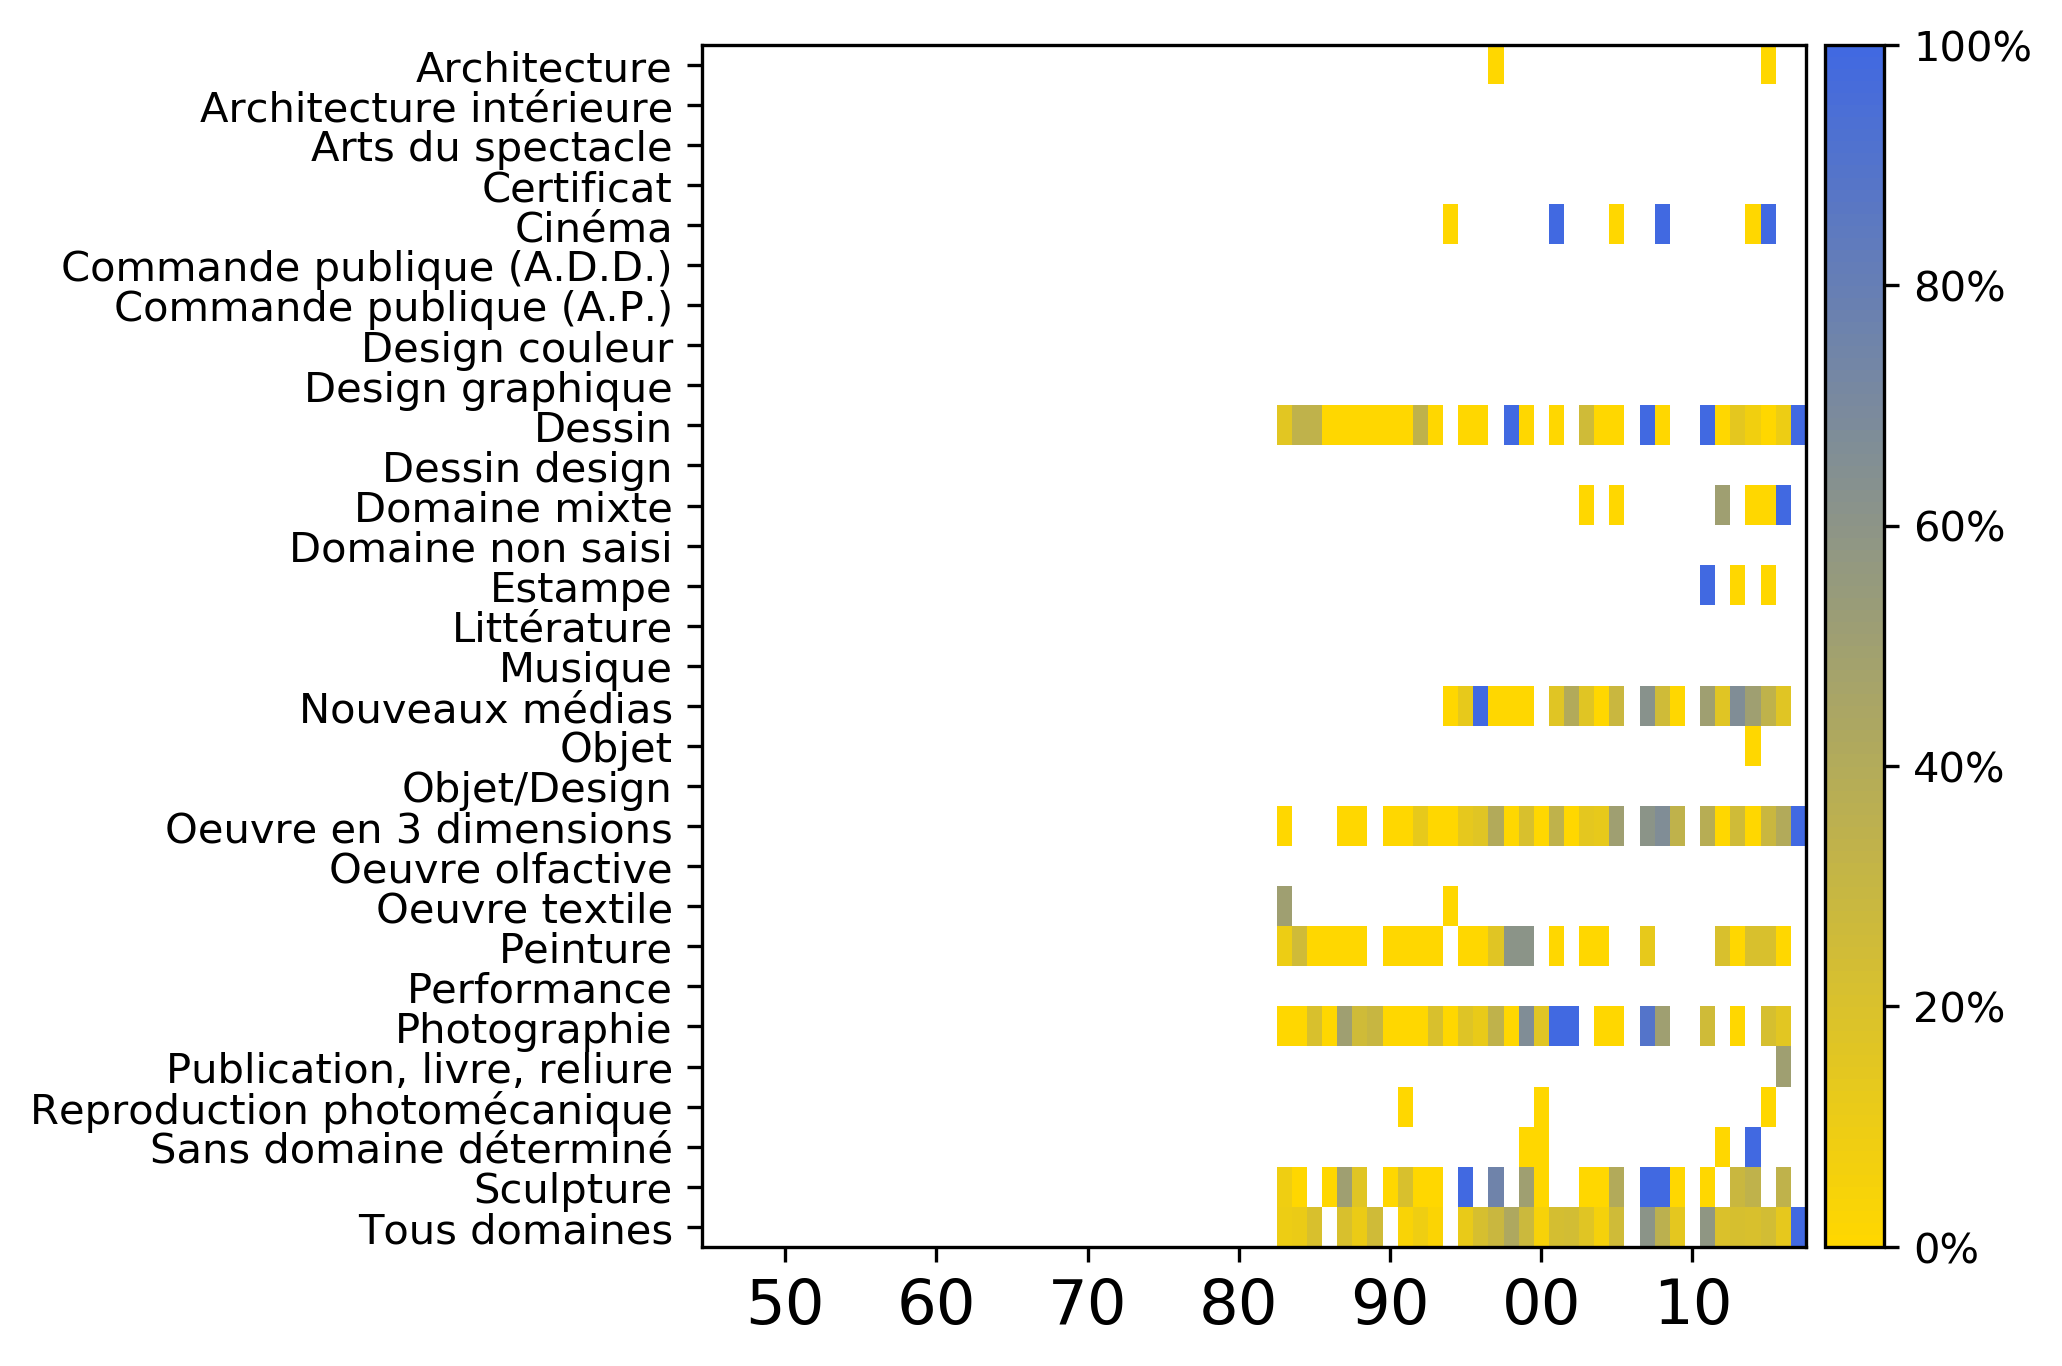 Architecture
Architecture intérieure
Arts du spectacle
Certificat
Cinéma
Commande publique (A.D.D.)
Commande publique (A.P.)
Design couleur
Design graphique
Dessin
Dessin design
Domaine mixte
Domaine non saisi
Estampe
Littérature
Musique
Nouveaux médias
Objet
Objet/Design
Oeuvre en 3 dimensions
Oeuvre olfactive
Oeuvre textile
Peinture
Performance
Photographie
Publication, livre, reliure
Reproduction photomécanique
Sans domaine déterminé
Sculpture
Tous domaines
50 60 70 80 90 00 10
100%
80%
60%
40%
20%
0%